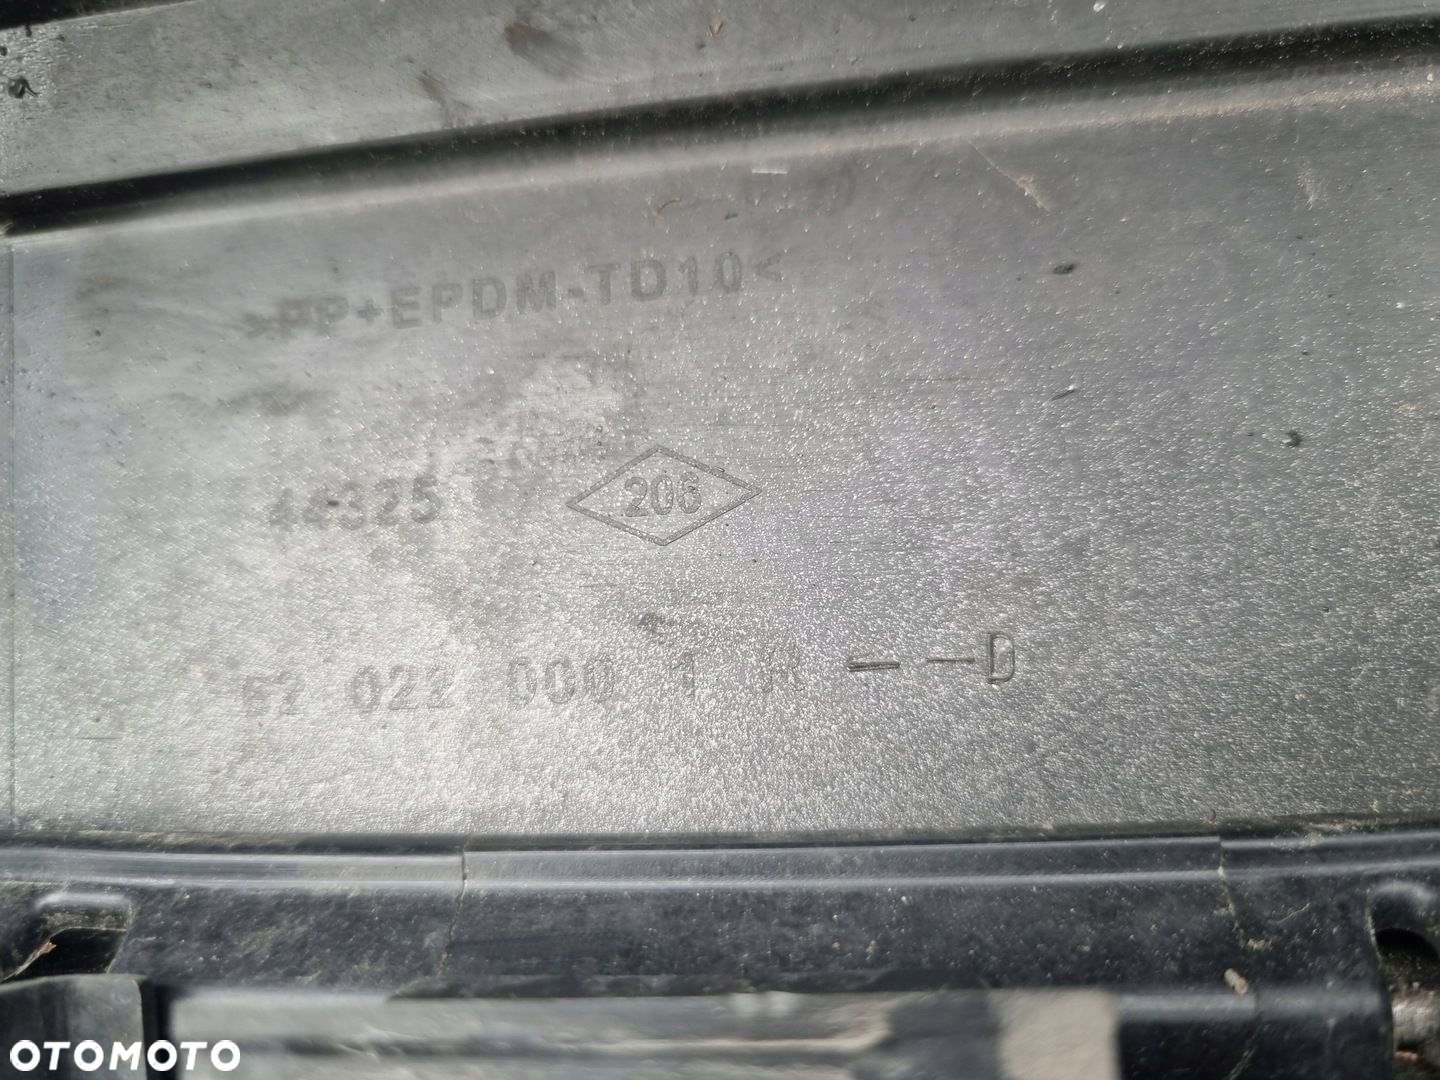 >PP+EPDM-TD10<
44325
206
62 022 000 1 R - - D
OTOMOTO